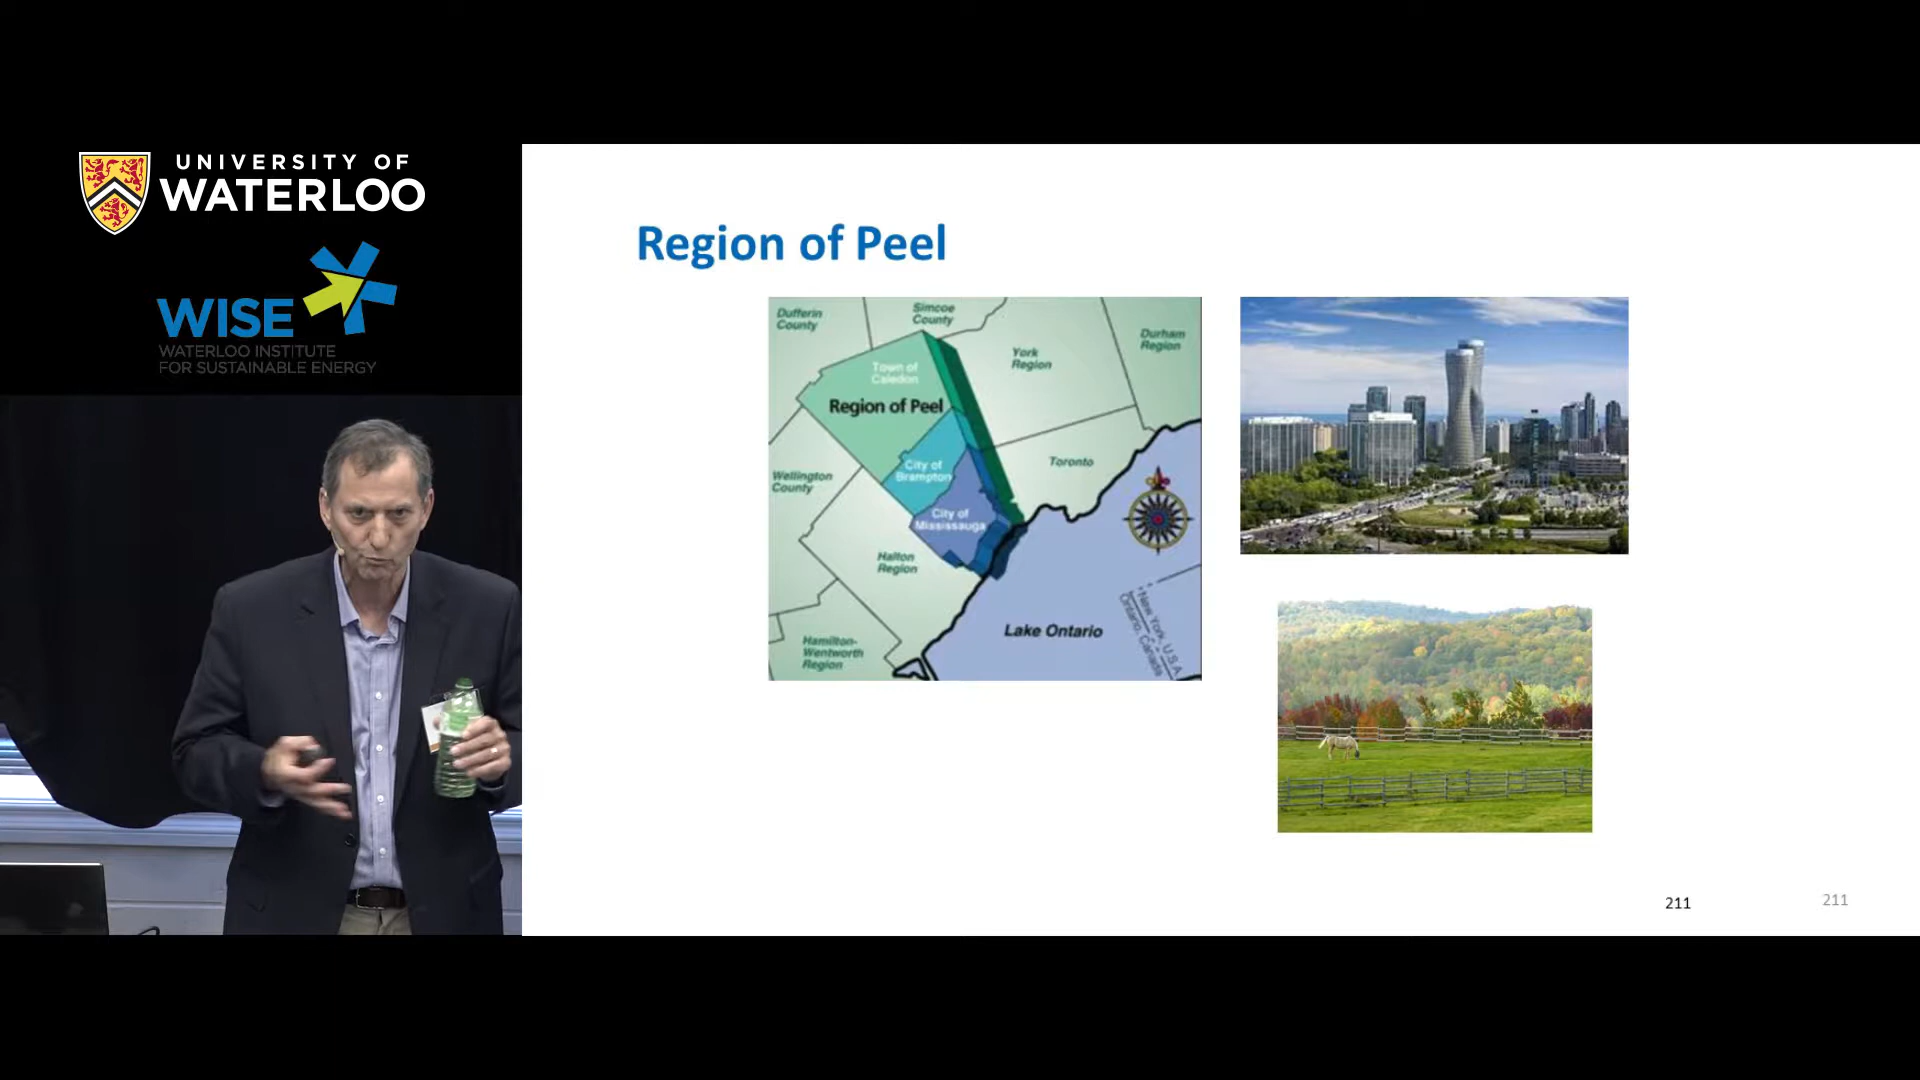 UNIVERSITY OF
WATERLOO
WISE
WATERLOO INSTITUTE
FOR SUSTAINABLE ENERGY
Region of Peel
Dufferin
County
Simcoe
County
Durham
Region
York
Region
Town of
Caledon
Region of Peel
Wellington
County
City of
Brampton
Toronto
City of
Mississauga
Halton
Region
Lake Ontario
New York, U.S.A.
Ontario, Canada
Hamilton-
Wentworth
Region
211
211